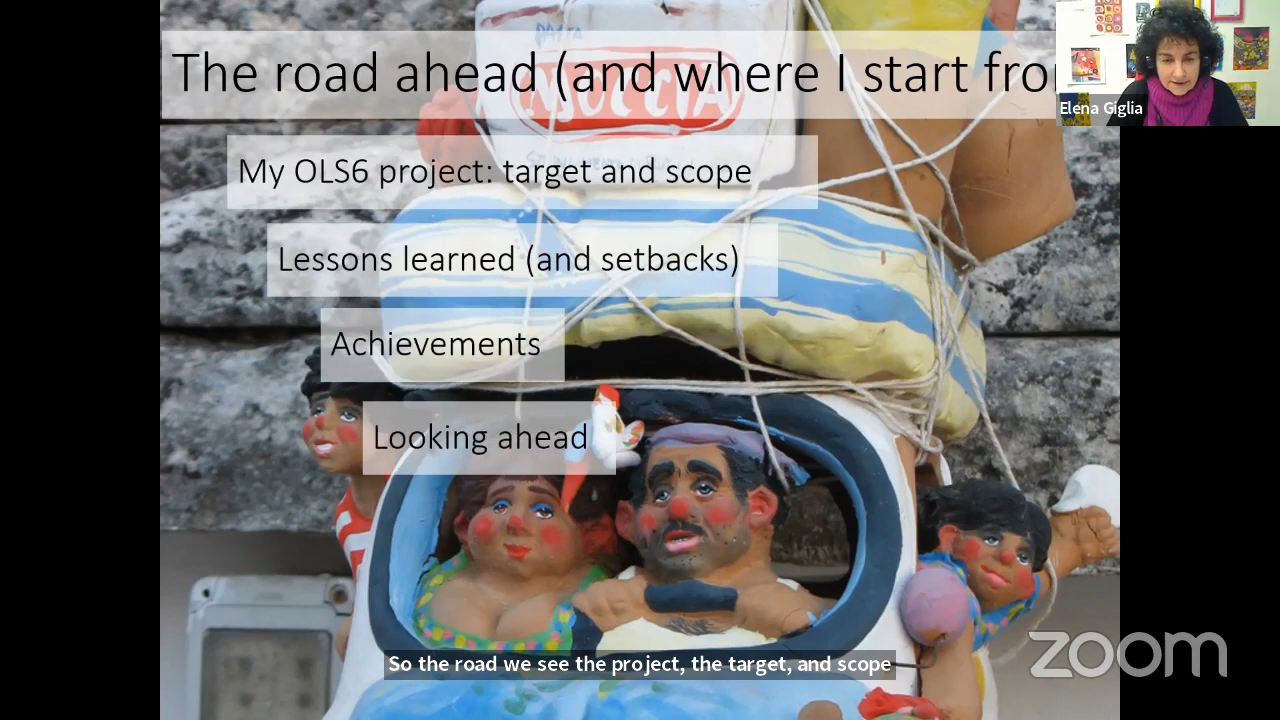 The road ahead (and where I start fro
Elena Giglia
My OLS6 project: target and scope
Lessons learned (and setbacks)
Achievements
Looking ahead
So the road we see the project, the target, and scope
zoom